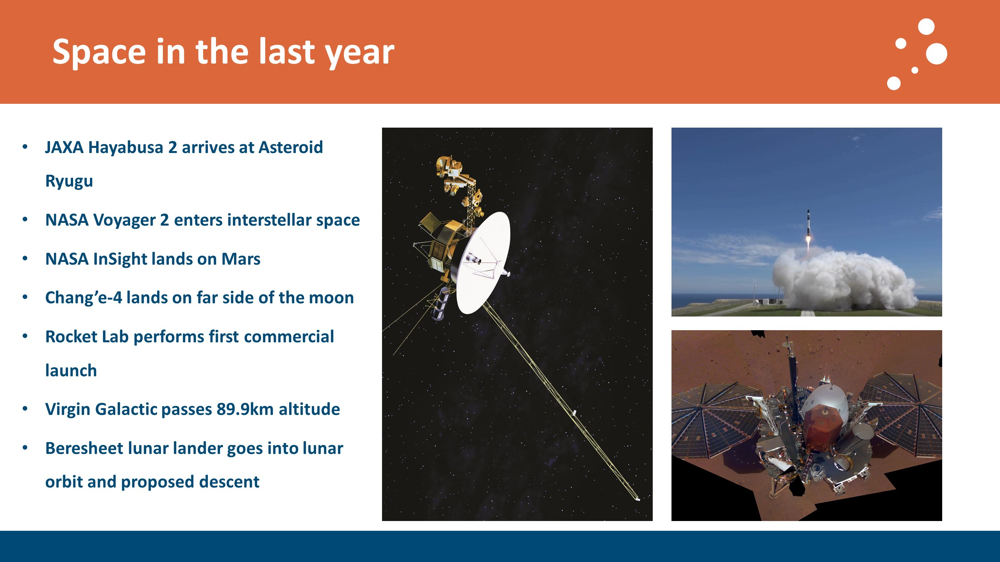 Space in the last year
• JAXA Hayabusa 2 arrives at Asteroid
Ryugu
• NASA Voyager 2 enters interstellar space
• NASA InSight lands on Mars
• Chang’e-4 lands on far side of the moon
• Rocket Lab performs first commercial
launch
• Virgin Galactic passes 89.9km altitude
• Beresheet lunar lander goes into lunar
orbit and proposed descent